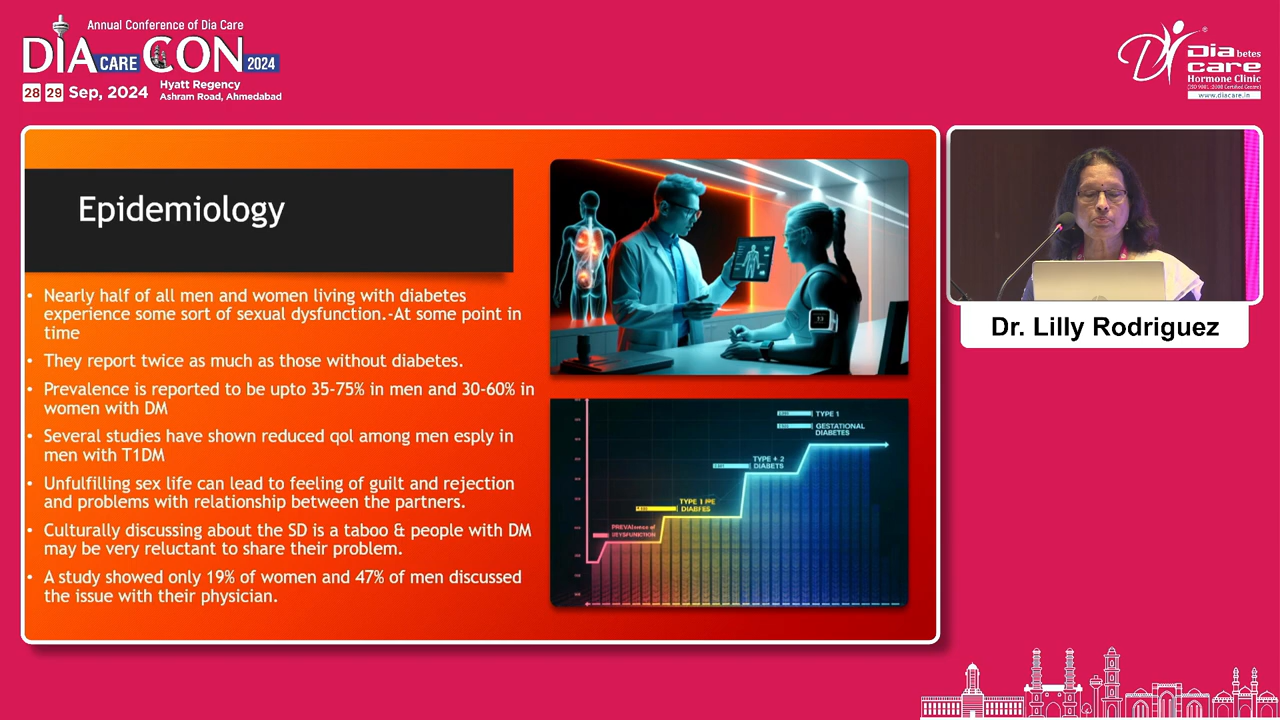 Annual Conference of Dia Care
DIA CARE CON 2024
28 29 Sep, 2024
Hyatt Regency
Ashram Road, Ahmedabad
Diabetes
care
Hormone Clinic
(ISO 9001:2008 Certified Centre)
www.diacare.in
Epidemiology
• Nearly half of all men and women living with diabetes
experience some sort of sexual dysfunction.-At some point in
time
• They report twice as much as those without diabetes.
• Prevalence is reported to be upto 35-75% in men and 30-60% in
women with DM
• Several studies have shown reduced qol among men esply in
men with T1DM
• Unfulfilling sex life can lead to feeling of guilt and rejection
and problems with relationship between the partners.
• Culturally discussing about the SD is a taboo & people with DM
may be very reluctant to share their problem.
• A study showed only 19% of women and 47% of men discussed
the issue with their physician.
TYPE 1
GESTATIONAL
DIABETES
TYPE + 2
DIABETS
TYPE 1
Dr. Lilly Rodriguez